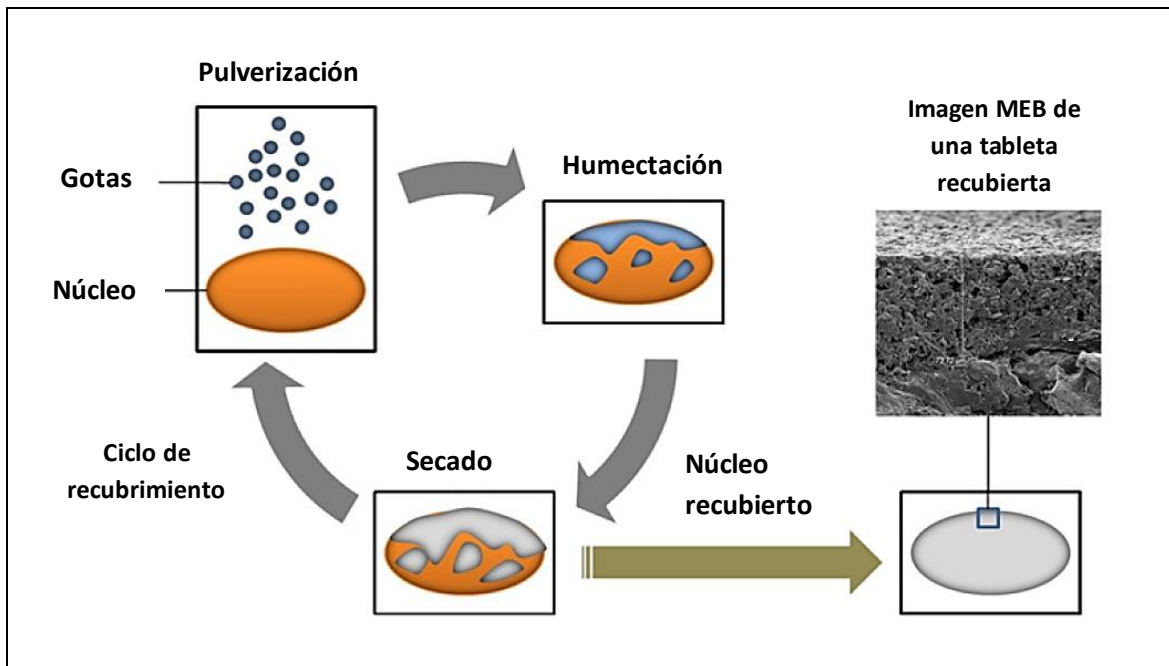 Pulverización
Gotas
Núcleo
Humectación
Imagen MEB de
una tableta
recubierta
Ciclo de
recubrimiento
Secado
Núcleo
recubierto